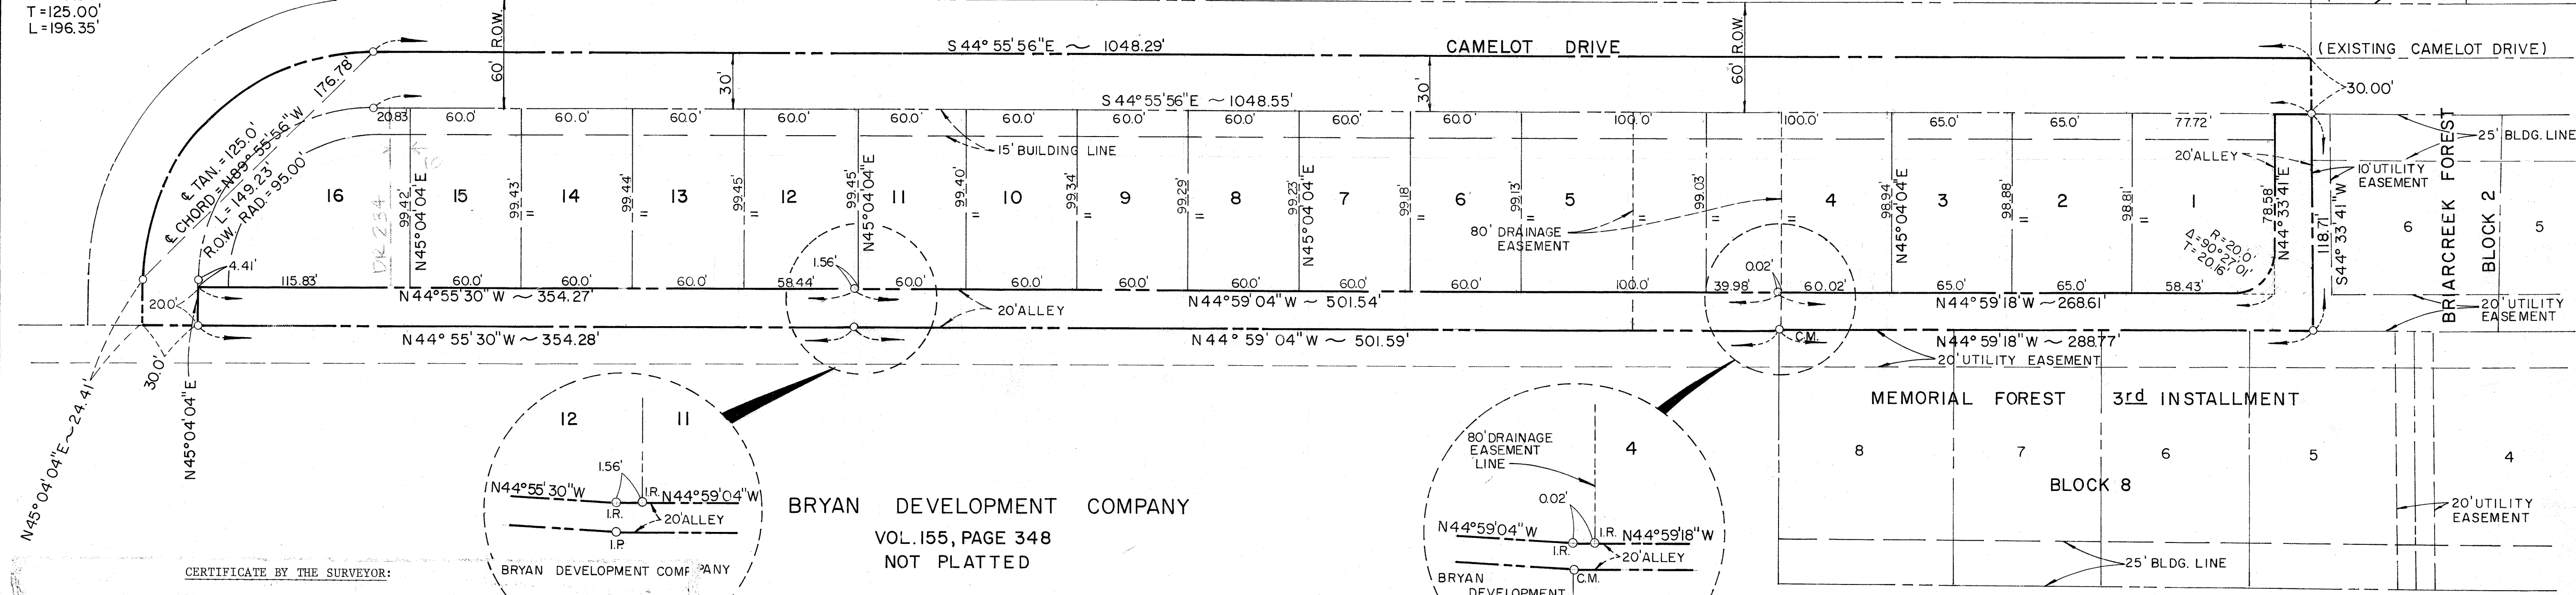 T=125.00'
L=196.35'
60' R.O.W.
S 44° 55' 56"E ~ 1048.29'
CAMELOT DRIVE
60' R.O.W.
(EXISTING CAMELOT DRIVE)
30'
30'
30.00'
176.78'
℄ TAN. = 125.0'
℄ CHORD = N89° 55' 56"W
L = 149.23'
R.O.W. RAD. = 95.00'
S 44° 55' 56"E ~ 1048.55'
20.83
60.0'
60.0'
60.0'
60.0'
60.0'
60.0'
60.0'
60.0'
60.0'
60.0'
100.0'
100.0'
65.0'
65.0'
77.72'
15' BUILDING LINE
25' BLDG. LINE
20' ALLEY
10' UTILITY
EASEMENT
16
DR 234
99.42'
N45°04'04"E
15
99.43'
=
14
99.44'
=
13
99.45'
=
12
99.45'
N45°04'04"E
11
99.40'
=
10
99.34'
=
9
99.29'
=
8
99.23'
N45°04'04"E
7
99.18'
=
6
99.13'
=
5
99.03'
=
80' DRAINAGE
EASEMENT
=
4
98.94'
N45°04'04"E
3
98.88'
=
2
98.81'
=
1
R = 20.0'
Δ = 90°27'01'
T = 20.16'
78.58'
N44°33'41"E
118.71'
S44°33'41"W
BRIARCREEK FOREST
BLOCK 2
6
5
4.41'
115.83'
60.0'
60.0'
60.0'
58.44'
1.56'
60.0'
60.0'
60.0'
60.0'
60.0'
60.0'
100.0'
39.98'
0.02'
60.02'
65.0'
65.0'
58.43'
N44°55'30"W ~ 354.27'
N44°59'04"W ~ 501.54'
N44°59'18"W ~ 268.61'
20.0'
20' ALLEY
20' UTILITY
EASEMENT
N44° 55' 30"W ~ 354.28'
N44° 59' 04"W ~ 501.59'
C.M.
N44°59'18"W ~ 288.77'
20' UTILITY EASEMENT
30.0'
N45°04'04"E ~ 24.41'
N45°04'04"E
MEMORIAL FOREST 3rd INSTALLMENT
12
11
1.56'
N44°55'30"W
I.R.
N44°59'04"W
I.R.
20' ALLEY
I.P.
BRYAN DEVELOPMENT COMPANY
BRYAN DEVELOPMENT COMPANY
VOL. 155, PAGE 348
NOT PLATTED
80' DRAINAGE
EASEMENT
LINE
4
0.02'
N44°59'04"W
I.R.
N44°59'18"W
I.R.
20' ALLEY
C.M.
BRYAN
DEVELOPMENT
8
7
6
5
4
BLOCK 8
20' UTILITY
EASEMENT
25' BLDG. LINE
CERTIFICATE BY THE SURVEYOR: